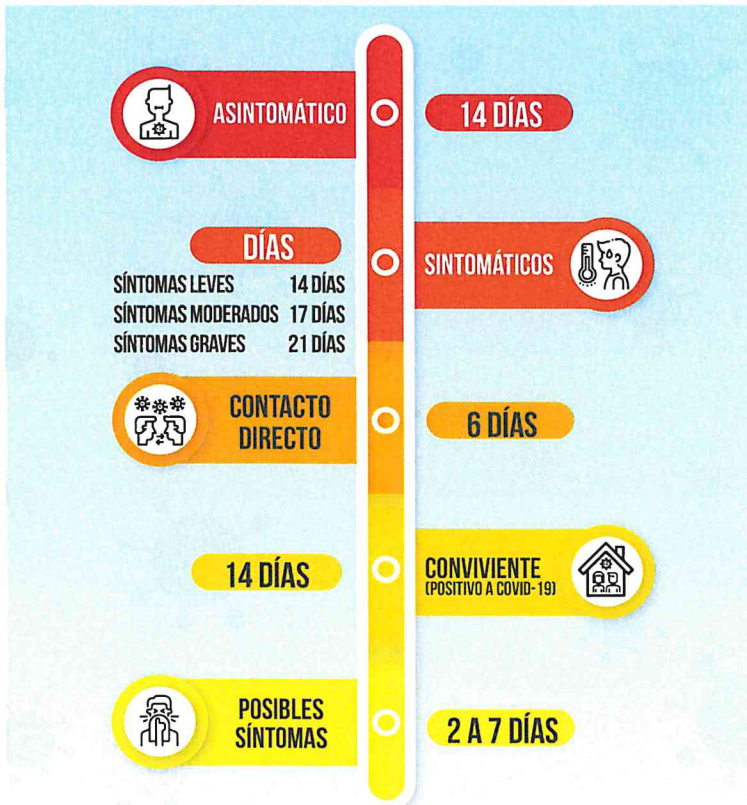 ASINTOMÁTICO
14 DÍAS
DÍAS
SÍNTOMAS LEVES 14 DÍAS
SÍNTOMAS MODERADOS 17 DÍAS
SÍNTOMAS GRAVES 21 DÍAS
SINTOMÁTICOS
CONTACTO
DIRECTO
6 DÍAS
14 DÍAS
CONVIVIENTE
(POSITIVO A COVID-19)
POSIBLES
SÍNTOMAS
2 A 7 DÍAS